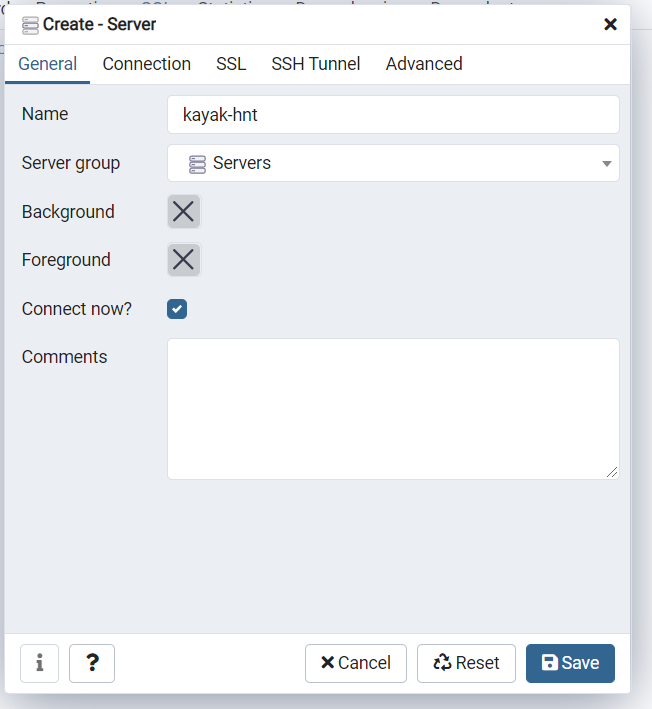 Create - Server
General Connection SSL SSH Tunnel Advanced
Name kayak-hnt
Server group Servers
Background
Foreground
Connect now?
Comments
i ? Cancel Reset Save